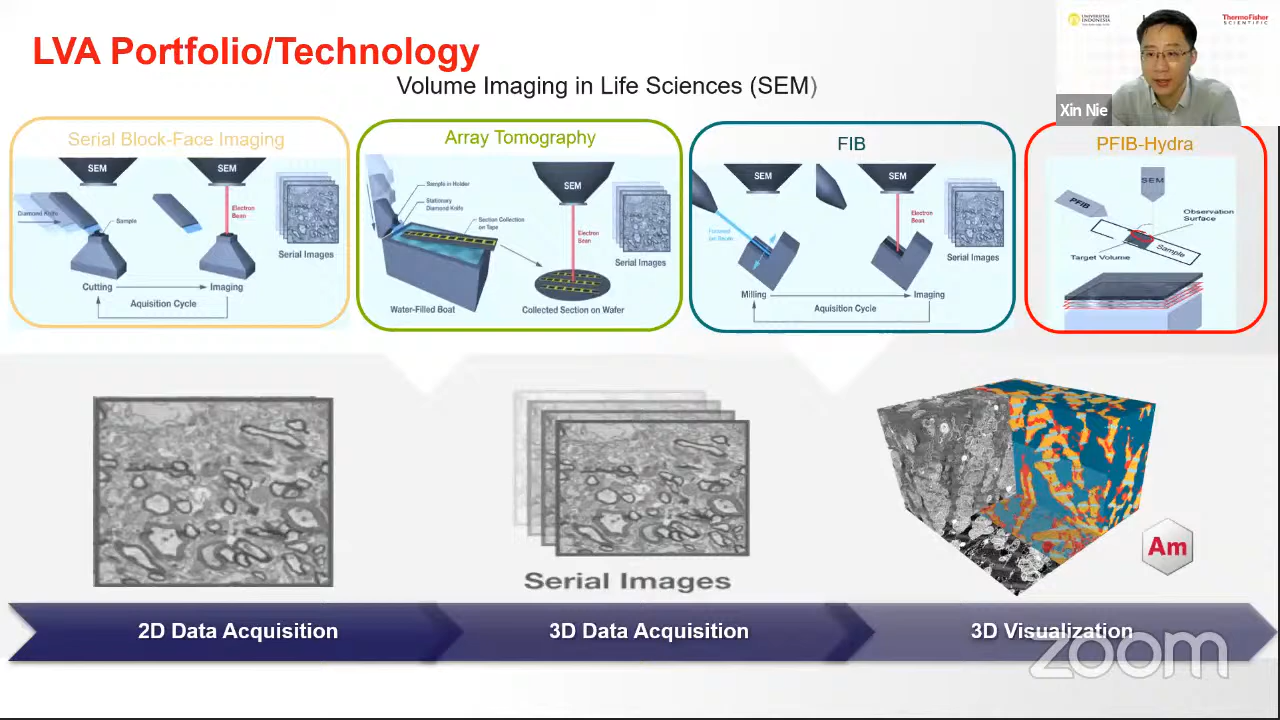 LVA Portfolio/Technology
Volume Imaging in Life Sciences (SEM)
UNIVERSITAS
INDONESIA
ThermoFisher
SCIENTIFIC
Xin Nie
Serial Block-Face Imaging
SEM
SEM
Diamond Knife
Sample
Electron
Beam
Serial Images
Cutting
Imaging
Aquisition Cycle
Array Tomography
Sample in Holder
Stationary
Diamond Knife
Section Collection
on Tape
SEM
Electron
Beam
Serial Images
Water-Filled Boat
Collected Section on Wafer
FIB
SEM
SEM
Focused
Electron
Beam
Serial Images
Milling
Imaging
Aquisition Cycle
PFIB-Hydra
SEM
PFIB
Observation
Surface
Target Volume
Sample
Serial Images
Am
2D Data Acquisition
3D Data Acquisition
3D Visualization
zoom